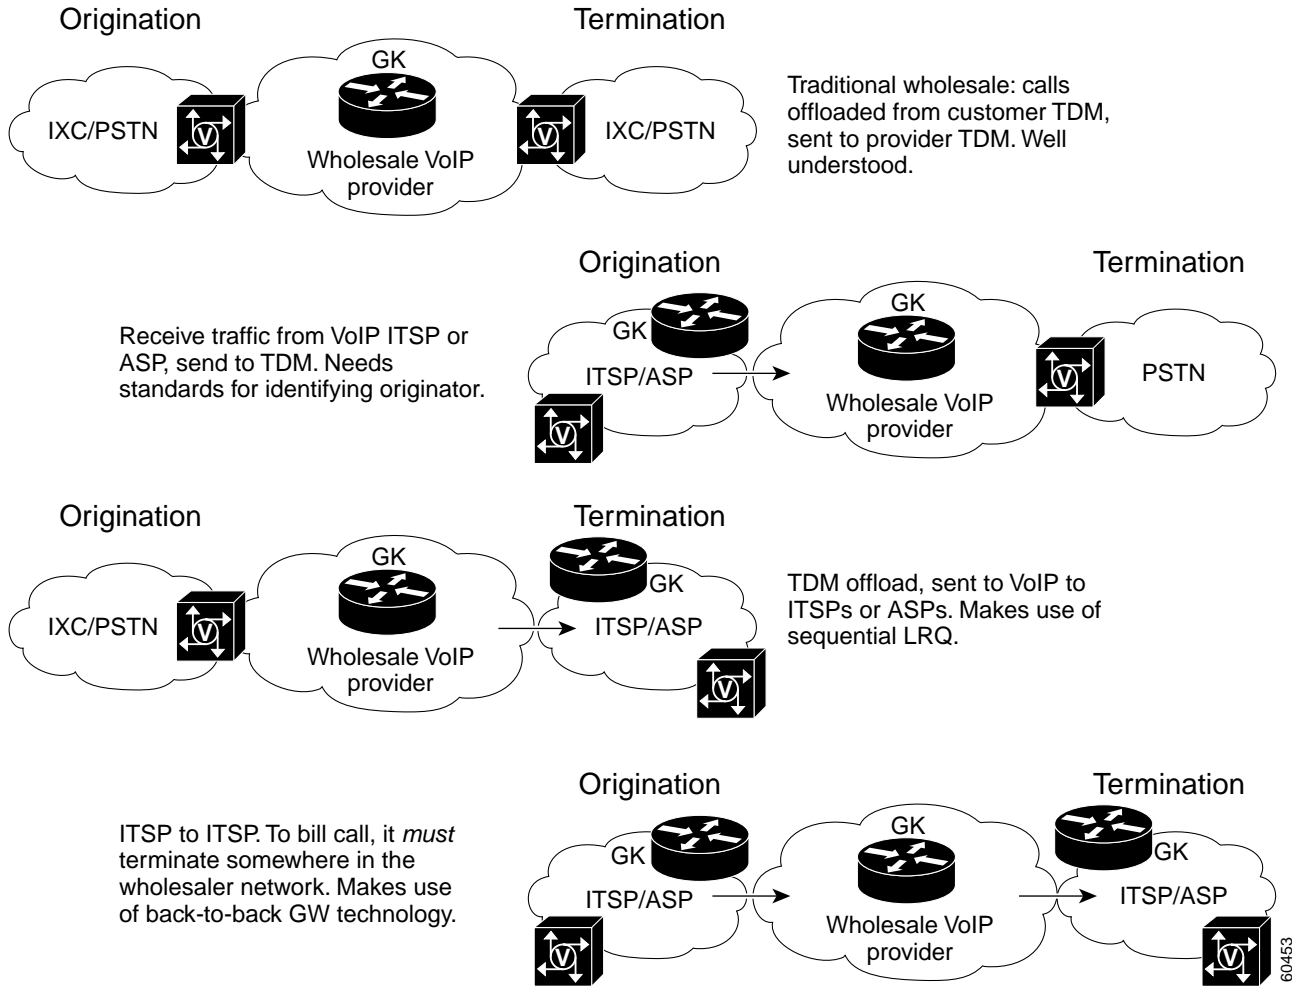 Origination
Termination
GK
IXC/PSTN
V
Wholesale VoIP
provider
V
IXC/PSTN
Traditional wholesale: calls
offloaded from customer TDM,
sent to provider TDM. Well
understood.
Origination
Termination
Receive traffic from VoIP ITSP or
ASP, send to TDM. Needs
standards for identifying originator.
GK
ITSP/ASP
V
GK
Wholesale VoIP
provider
V
PSTN
Origination
Termination
IXC/PSTN
V
GK
Wholesale VoIP
provider
GK
ITSP/ASP
V
TDM offload, sent to VoIP to
ITSPs or ASPs. Makes use of
sequential LRQ.
Origination
Termination
ITSP to ITSP. To bill call, it must
terminate somewhere in the
wholesaler network. Makes use
of back-to-back GW technology.
GK
ITSP/ASP
V
GK
Wholesale VoIP
provider
GK
ITSP/ASP
V
60453